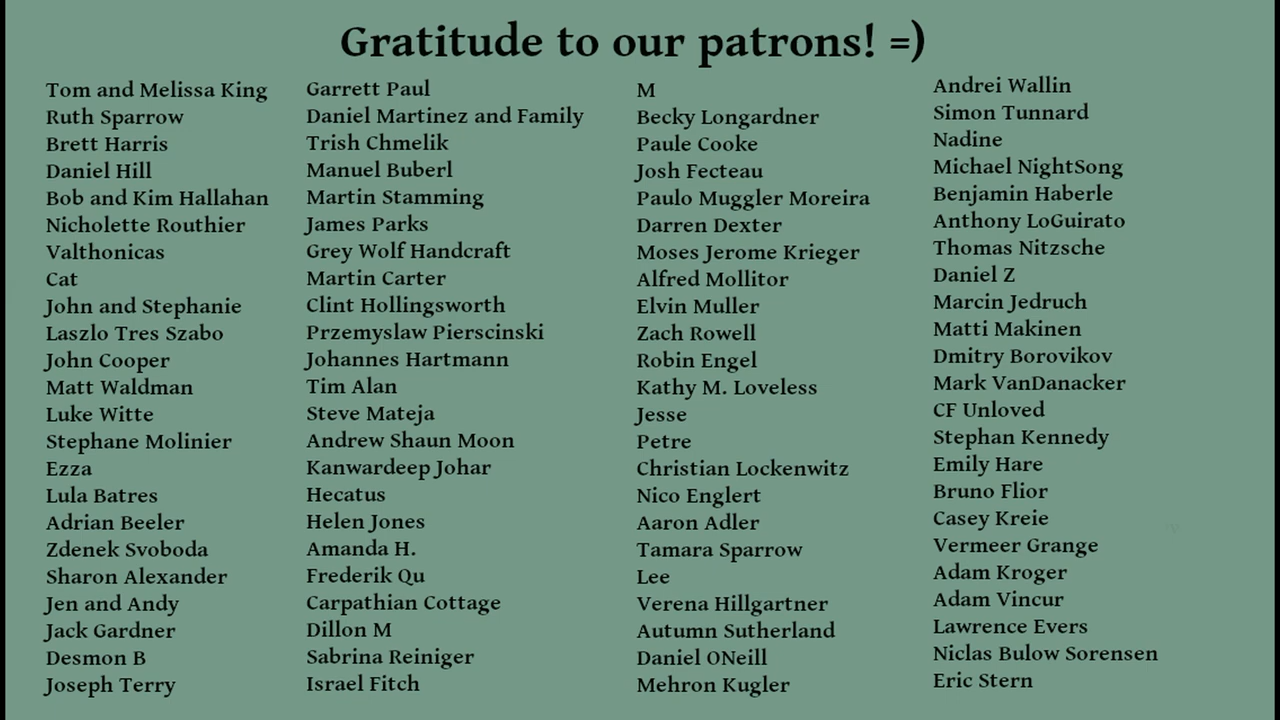 Gratitude to our patrons! =)
Tom and Melissa King
Ruth Sparrow
Brett Harris
Daniel Hill
Bob and Kim Hallahan
Nicholette Routhier
Valthonicas
Cat
John and Stephanie
Laszlo Tres Szabo
John Cooper
Matt Waldman
Luke Witte
Stephane Molinier
Ezza
Lula Batres
Adrian Beeler
Zdenek Svoboda
Sharon Alexander
Jen and Andy
Jack Gardner
Desmon B
Joseph Terry
Garrett Paul
Daniel Martinez and Family
Trish Chmelik
Manuel Buberl
Martin Stamming
James Parks
Grey Wolf Handcraft
Martin Carter
Clint Hollingsworth
Przemyslaw Pierscinski
Johannes Hartmann
Tim Alan
Steve Mateja
Andrew Shaun Moon
Kanwardeep Johar
Hecatus
Helen Jones
Amanda H.
Frederik Qu
Carpathian Cottage
Dillon M
Sabrina Reiniger
Israel Fitch
M
Becky Longardner
Paule Cooke
Josh Fecteau
Paulo Muggler Moreira
Darren Dexter
Moses Jerome Krieger
Alfred Mollitor
Elvin Muller
Zach Rowell
Robin Engel
Kathy M. Loveless
Jesse
Petre
Christian Lockenwitz
Nico Englert
Aaron Adler
Tamara Sparrow
Lee
Verena Hillgartner
Autumn Sutherland
Daniel ONeill
Mehron Kugler
Andrei Wallin
Simon Tunnard
Nadine
Michael NightSong
Benjamin Haberle
Anthony LoGuirato
Thomas Nitzsche
Daniel Z
Marcin Jedruch
Matti Makinen
Dmitry Borovikov
Mark VanDanacker
CF Unloved
Stephan Kennedy
Emily Hare
Bruno Flior
Casey Kreie
Vermeer Grange
Adam Kroger
Adam Vincur
Lawrence Evers
Niclas Bulow Sorensen
Eric Stern